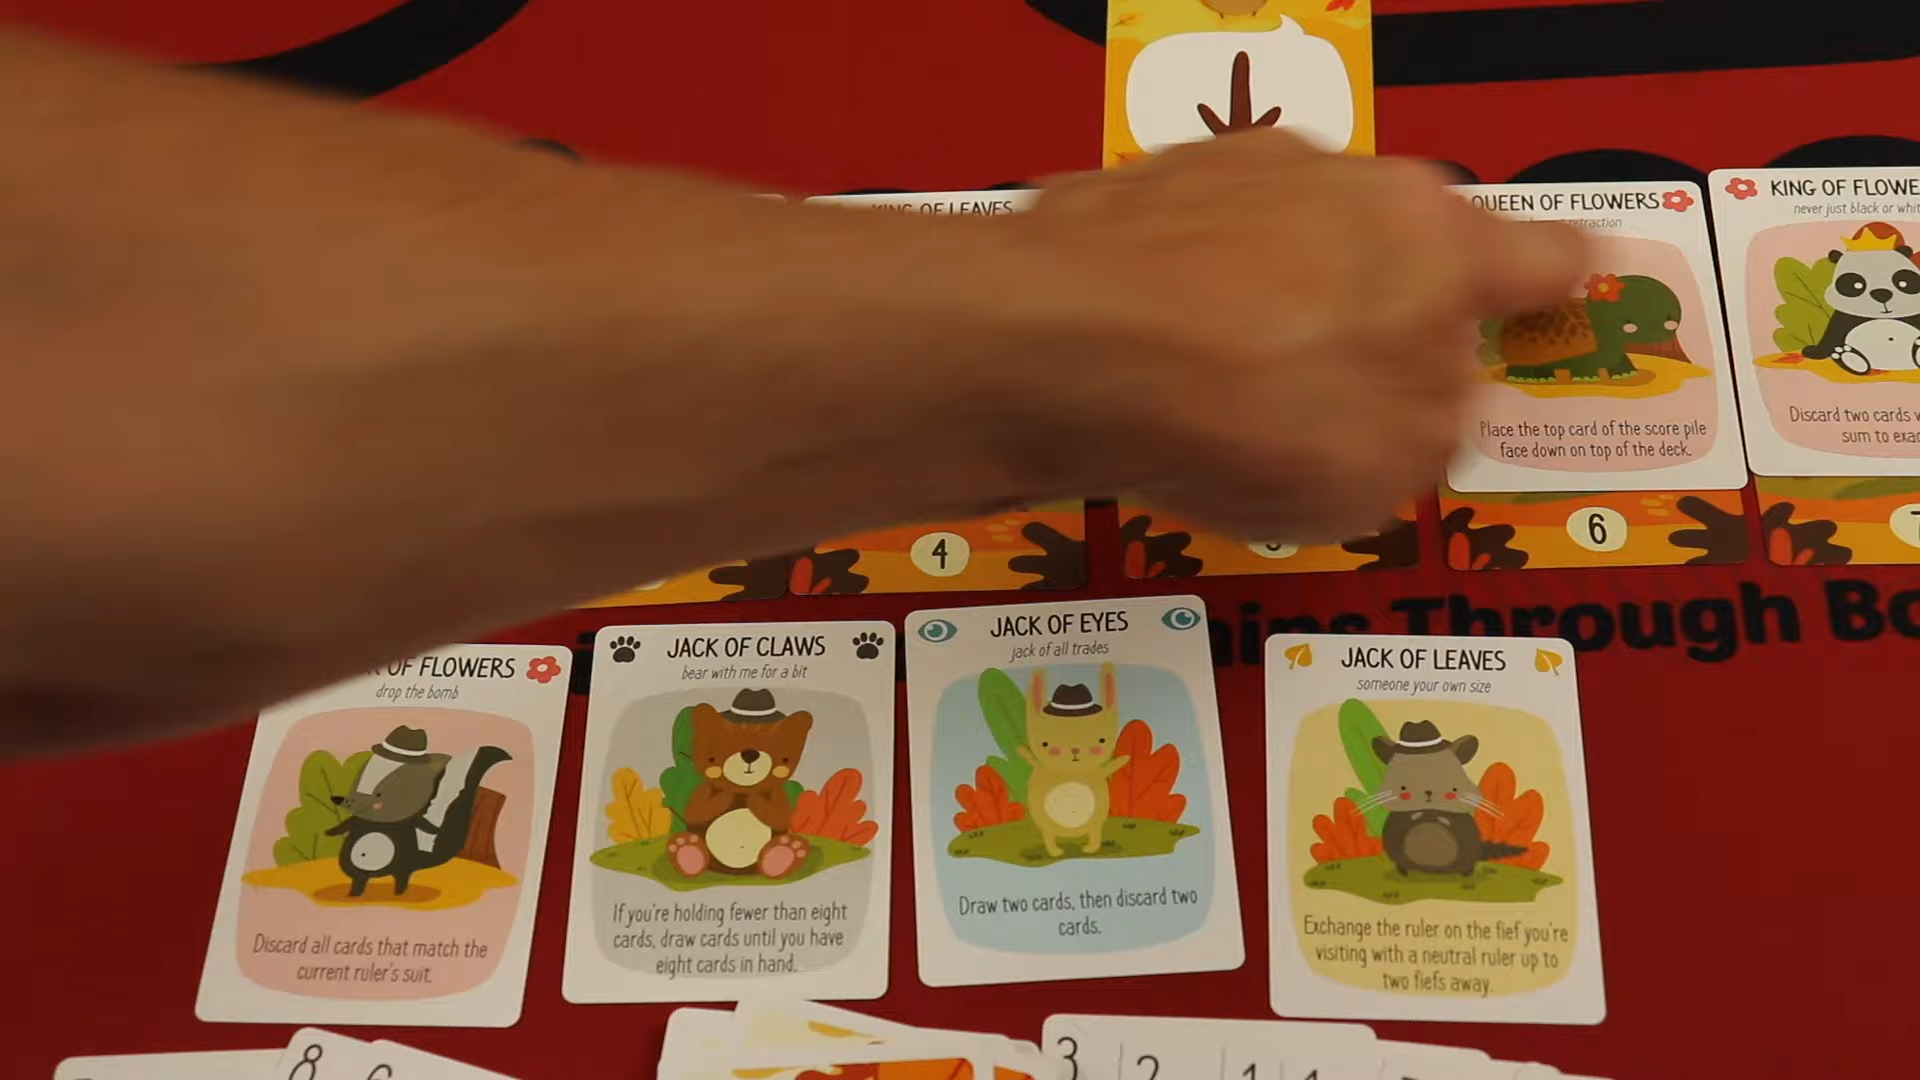 KING OF LEAVES
QUEEN OF FLOWERS
KING OF FLOWE
never just black or whit
Place the top card of the score pile
face down on top of the deck.
Discard two cards
sum to exac
4
6
Through Bo
OF FLOWERS
drop the bomb
Discard all cards that match the
current ruler's suit.
JACK OF CLAWS
bear with me for a bit
If you're holding fewer than eight
cards, draw cards until you have
eight cards in hand.
JACK OF EYES
jack of all trades
Draw two cards, then discard two
cards.
JACK OF LEAVES
someone your own size
Exchange the ruler on the fief you're
visiting with a neutral ruler up to
two fiefs away.
8
3
2